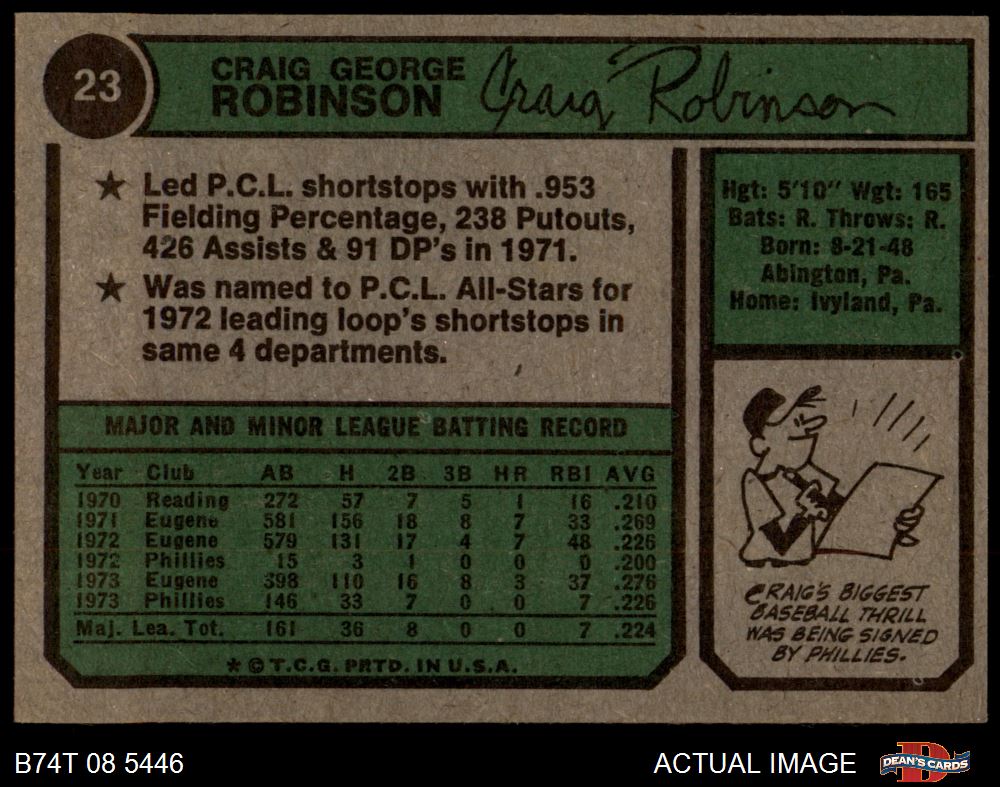 23
CRAIG GEORGE
ROBINSON
Craig Robinson
★ Led P.C.L. shortstops with .953
Fielding Percentage, 238 Putouts,
426 Assists & 91 DP's in 1971.
★ Was named to P.C.L. All-Stars for
1972 leading loop's shortstops in
same 4 departments.
Hgt: 5'10" Wgt: 165
Bats: R. Throws: R.
Born: 8-21-48
Abington, Pa.
Home: Ivyland, Pa.
MAJOR AND MINOR LEAGUE BATTING RECORD
Year Club AB H 2B 3B HR RBI AVG
1970 Reading 272 57 7 5 1 16 .210
1971 Eugene 581 156 18 8 7 33 .269
1972 Eugene 579 131 17 4 7 48 .226
1972 Phillies 15 3 1 0 0 0 .200
1973 Eugene 398 110 16 8 3 37 .276
1973 Phillies 146 33 7 0 0 7 .226
Maj. Lea. Tot. 161 36 8 0 0 7 .224
★ © T.C.G. PRTD. IN U.S.A.
CRAIG'S BIGGEST
BASEBALL THRILL
WAS BEING SIGNED
BY PHILLIES.
B74T 08 5446
ACTUAL IMAGE
DEAN'S CARDS